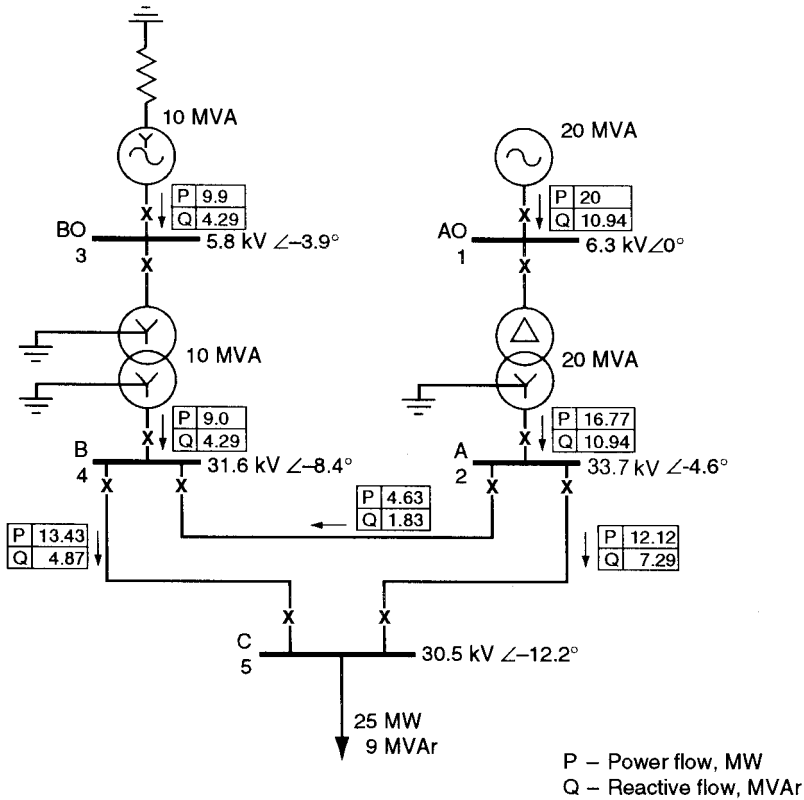 10 MVA
20 MVA
P 9.9
Q 4.29
P 20
Q 10.94
BO
3
5.8 kV ∠–3.9°
AO
1
6.3 kV∠0°
10 MVA
20 MVA
P 9.0
Q 4.29
P 16.77
Q 10.94
B
4
31.6 kV ∠–8.4°
A
2
33.7 kV ∠-4.6°
P 4.63
Q 1.83
P 13.43
Q 4.87
P 12.12
Q 7.29
C
5
30.5 kV ∠–12.2°
25 MW
9 MVAr
P – Power flow, MW
Q – Reactive flow, MVAr